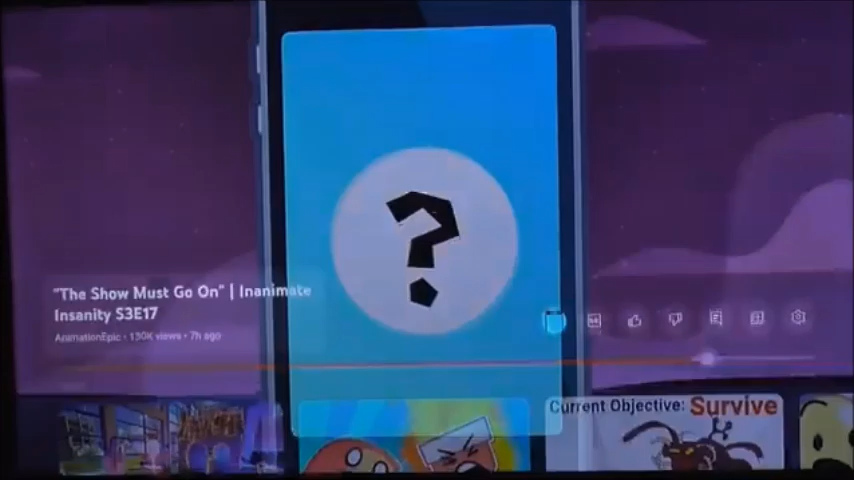 ?
"The Show Must Go On" | Inanimate
Insanity S3E17
AnimationEpic • 130K views • 7h ago
Current Objective: Survive